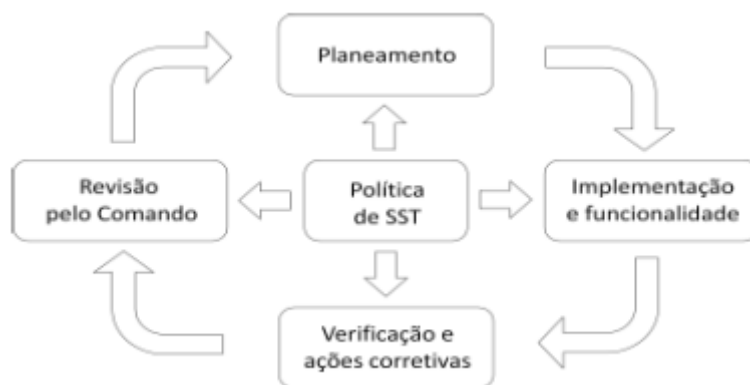 Planeamento
Revisão
pelo Comando
Política
de SST
Implementação
e funcionalidade
Verificação e
ações corretivas